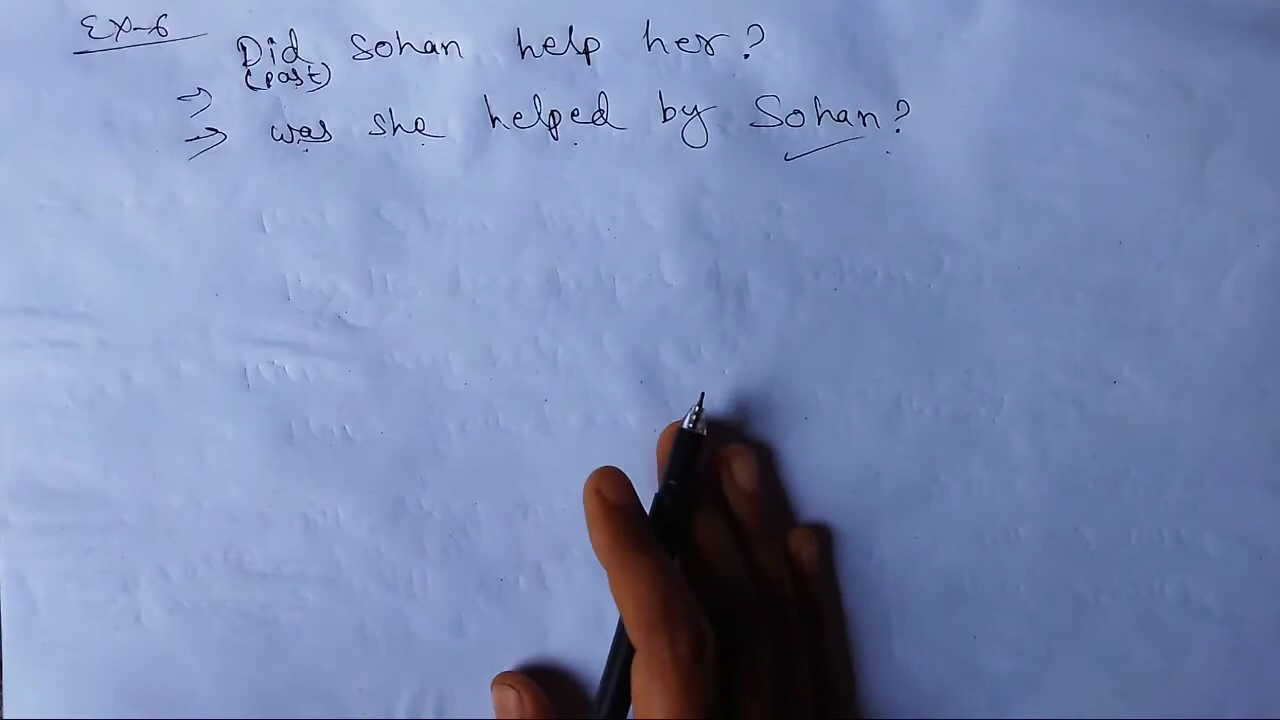 Ex-6
Did Sohan help her?
(past)
→
⇒ was she helped by Sohan?